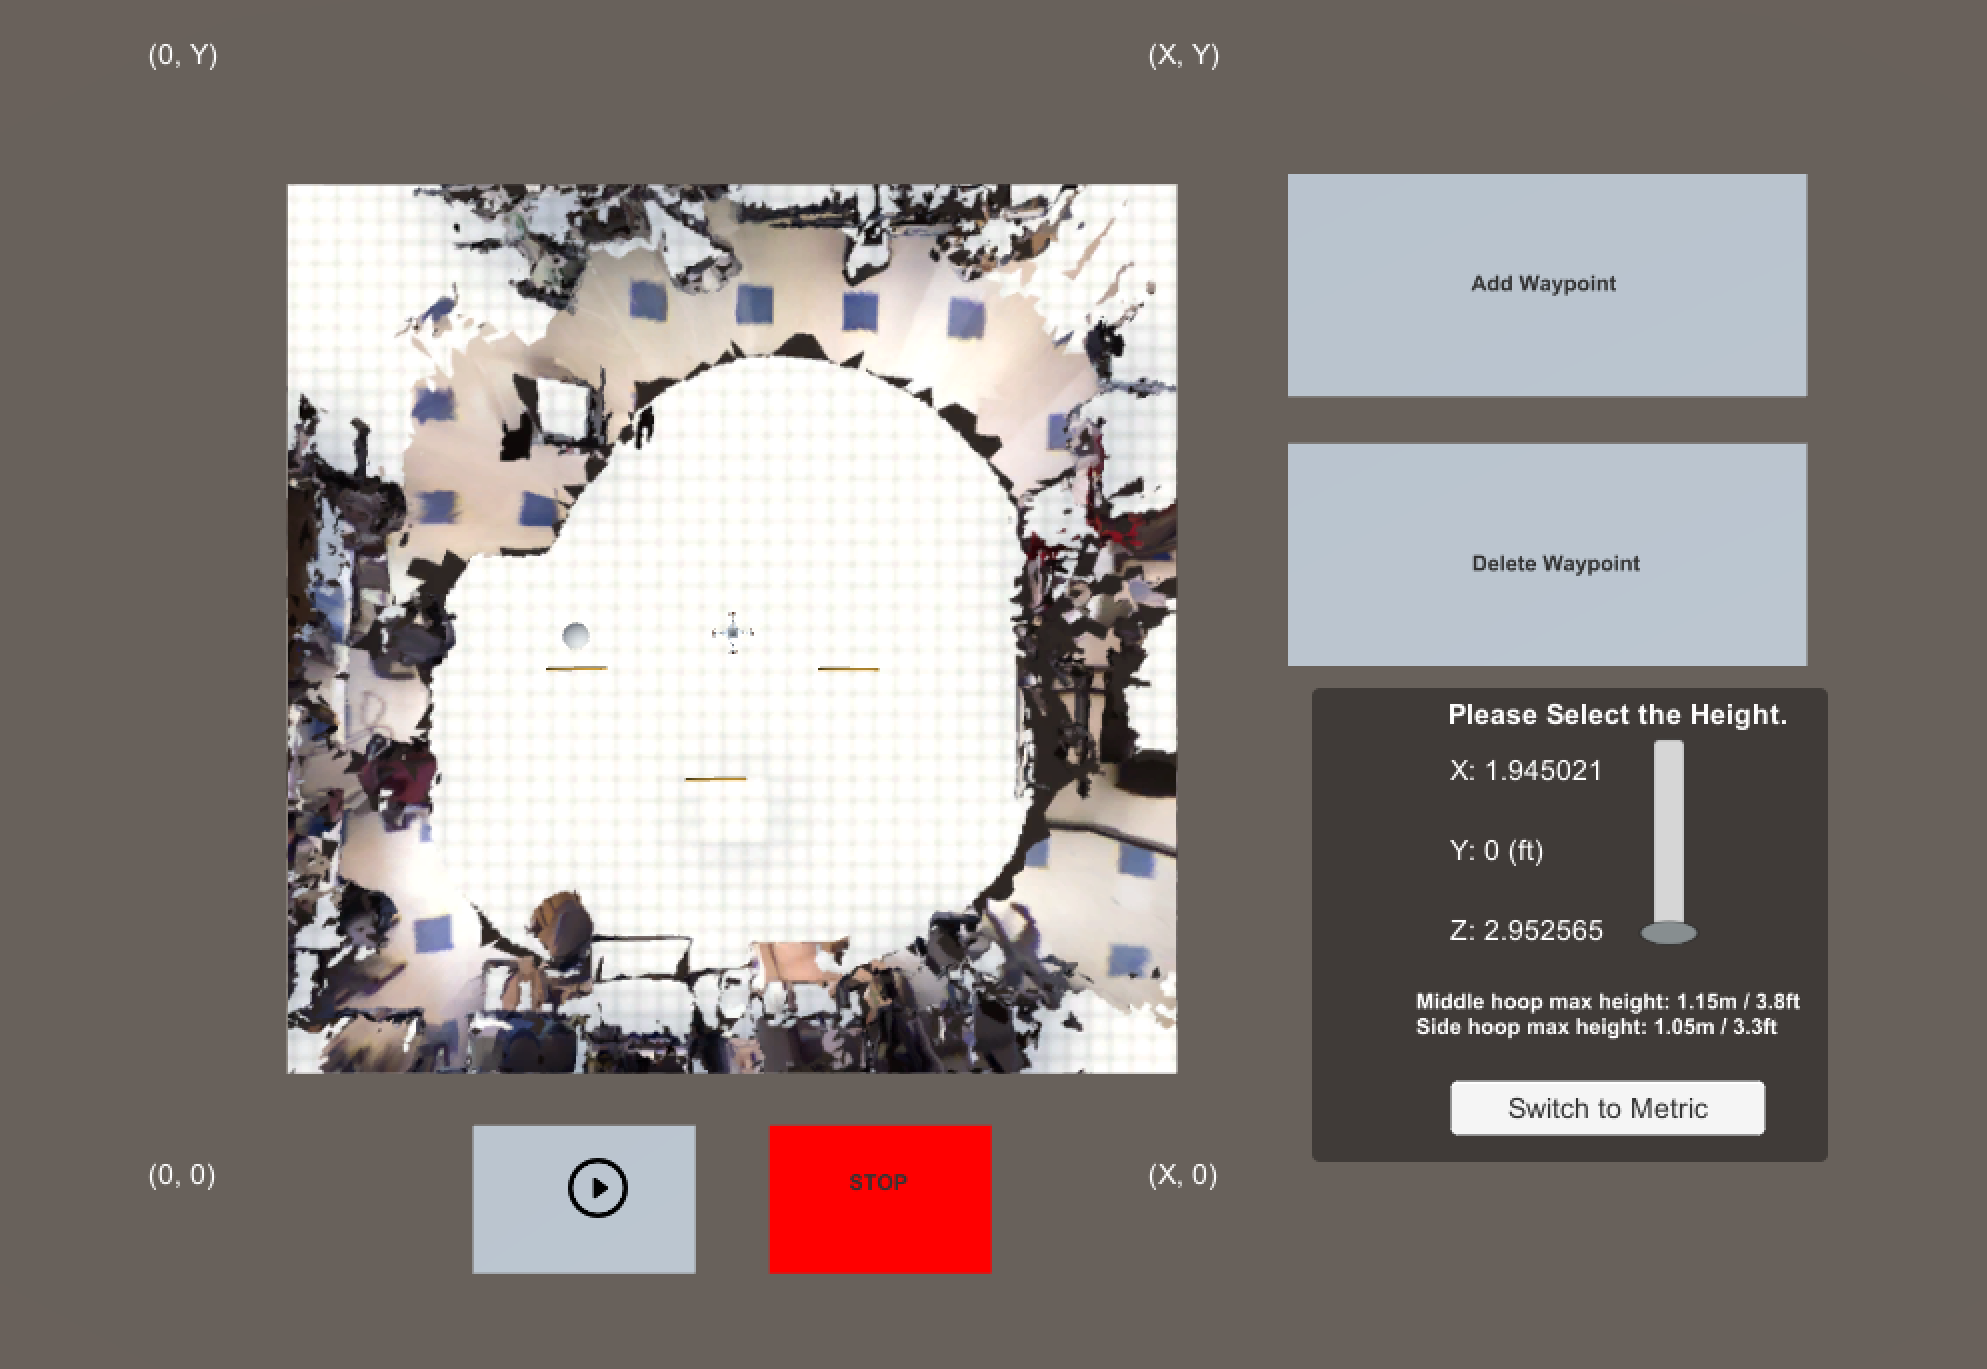 (0, Y)
(X, Y)
Add Waypoint
Delete Waypoint
Please Select the Height.
X: 1.945021
Y: 0 (ft)
Z: 2.952565
Middle hoop max height: 1.15m / 3.8ft
Side hoop max height: 1.05m / 3.3ft
Switch to Metric
(0, 0)
STOP
(X, 0)